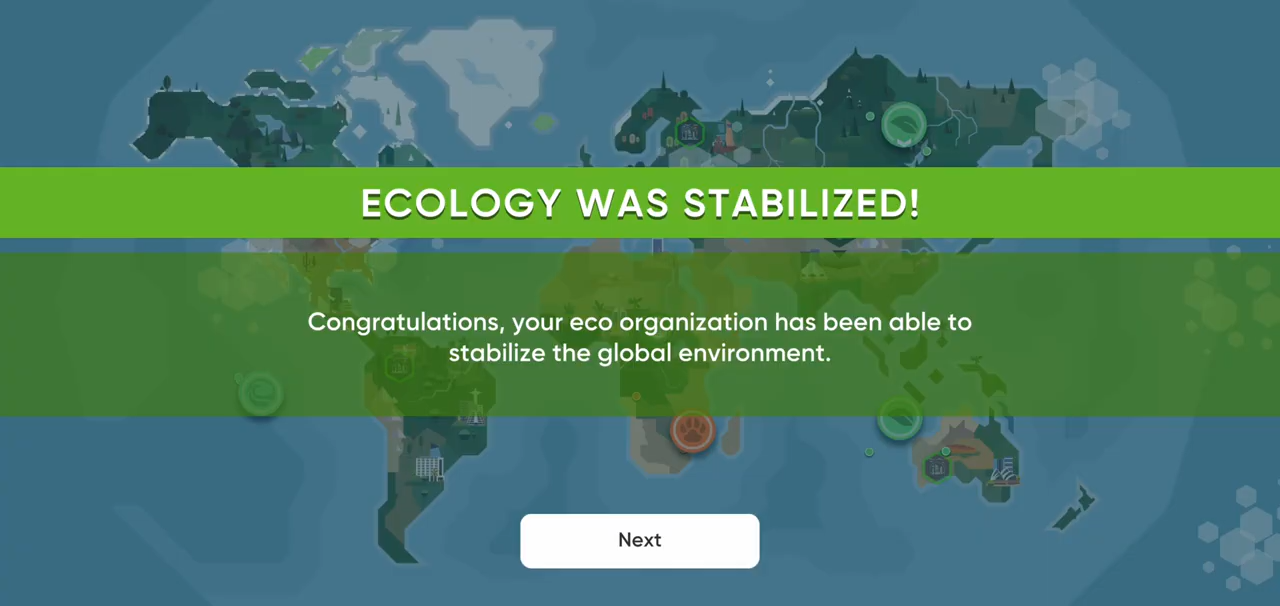 ECOLOGY WAS STABILIZED!
Congratulations, your eco organization has been able to
stabilize the global environment.
Next